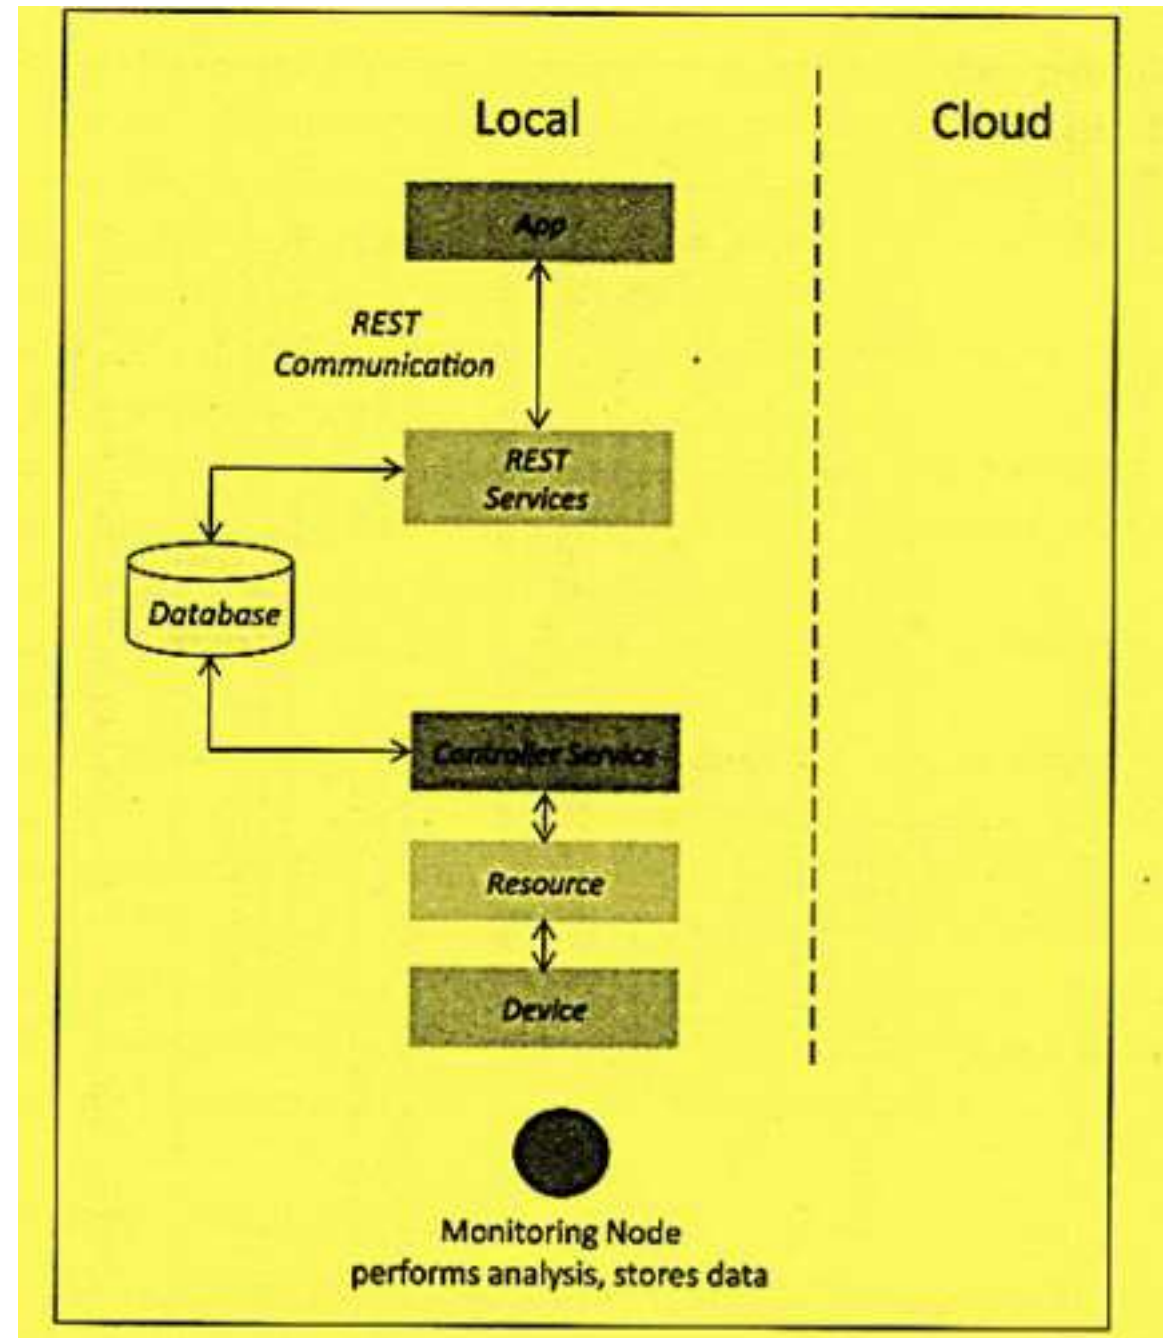 Local
Cloud
App
REST
Communication
REST
Services
Database
Controller Service
Resource
Device
Monitoring Node
performs analysis, stores data